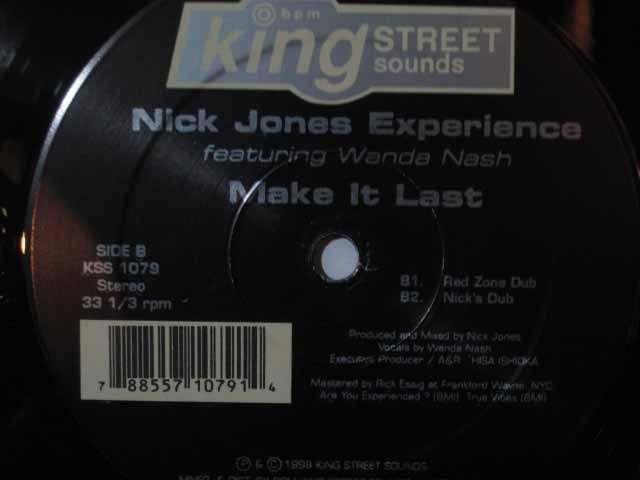 bpm
king STREET
sounds
Nick Jones Experience
featuring Wanda Nash
Make It Last
SIDE B
KSS 1079
Stereo
33 1/3 rpm
B1. Red Zone Dub
B2. Nick's Dub
Produced and Mixed by Nick Jones
Vocals by Wanda Nash
Executive Producer / A&R "HISA ISHIOKA
Mastered by Rick Essig at Frankford Wayne, NYC
Are You Experienced ? (BMI), True Vibes (BMI)
7 88557 10791 4
℗ & © 1999 KING STREET SOUNDS